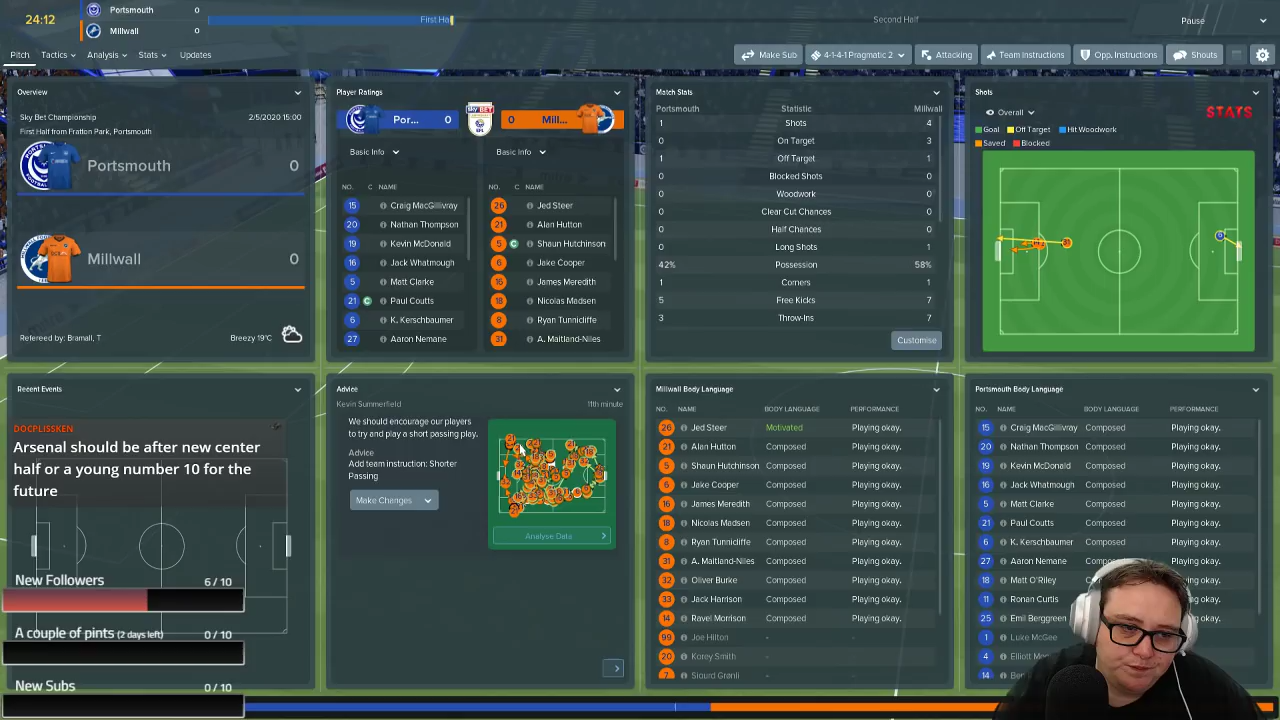 24:12
Portsmouth 0
Millwall 0
First Ha
Second Half
Pause
Pitch Tactics Analysis Stats Updates
Make Sub 4-1-4-1 Pragmatic 2 Attacking Team Instructions Opp. Instructions Shouts
Overview
Sky Bet Championship 2/5/2020 15:00
First Half from Fratton Park, Portsmouth
Portsmouth 0
Millwall 0
Refereed by: Bramall, T Breezy 19°C
Player Ratings
Por... 0
0 Mill...
Basic Info Basic Info
NO. C NAME NO. C NAME
15 Craig MacGillivray 26 Jed Steer
20 Nathan Thompson 21 Alan Hutton
19 Kevin McDonald 5 C Shaun Hutchinson
16 Jack Whatmough 6 Jake Cooper
5 Matt Clarke 16 James Meredith
21 C Paul Coutts 18 Nicolas Madsen
6 K. Kerschbaumer 8 Ryan Tunnicliffe
27 Aaron Nemane 31 A. Maitland-Niles
Match Stats
Portsmouth Statistic Millwall
1 Shots 4
0 On Target 3
1 Off Target 1
0 Blocked Shots 0
0 Woodwork 0
0 Clear Cut Chances 0
0 Half Chances 0
0 Long Shots 1
42% Possession 58%
1 Corners 1
5 Free Kicks 7
3 Throw-Ins 7
Customise
Shots
Overall
STATS
Goal Off Target Hit Woodwork
Saved Blocked
Recent Events
DOCPLISSKEN
Arsenal should be after new center
half or a young number 10 for the
future
New Followers 6 / 10
A couple of pints (2 days left) 0 / 10
New Subs 0 / 10
Advice
Kevin Summerfield 11th minute
We should encourage our players
to try and play a short passing play.
Advice
Add team instruction: Shorter
Passing
Make Changes
Analyse Data
Millwall Body Language
NO. NAME BODY LANGUAGE PERFORMANCE
26 Jed Steer Motivated Playing okay.
21 Alan Hutton Composed Playing okay.
5 Shaun Hutchinson Composed Playing okay.
6 Jake Cooper Composed Playing okay.
16 James Meredith Composed Playing okay.
18 Nicolas Madsen Composed Playing okay.
8 Ryan Tunnicliffe Composed Playing okay.
31 A. Maitland-Niles Composed Playing okay.
32 Oliver Burke Composed Playing okay.
33 Jack Harrison Composed Playing okay.
14 Ravel Morrison Composed Playing okay.
99 Joe Hilton - -
20 Korey Smith - -
7 Sigurd Grønli - -
Portsmouth Body Language
NO. NAME BODY LANGUAGE PERFORMANCE
15 Craig MacGillivray Composed Playing okay.
20 Nathan Thompson Composed Playing okay.
19 Kevin McDonald Composed Playing okay.
16 Jack Whatmough Composed Playing okay.
5 Matt Clarke Composed Playing okay.
21 Paul Coutts Composed Playing okay.
6 K. Kerschbaumer Composed Playing okay.
27 Aaron Nemane Composed Playing okay.
18 Matt O'Riley Playing okay.
11 Ronan Curtis Playing okay.
25 Emil Berggreen Playing okay.
1 Luke McGee
4 Elliott
14